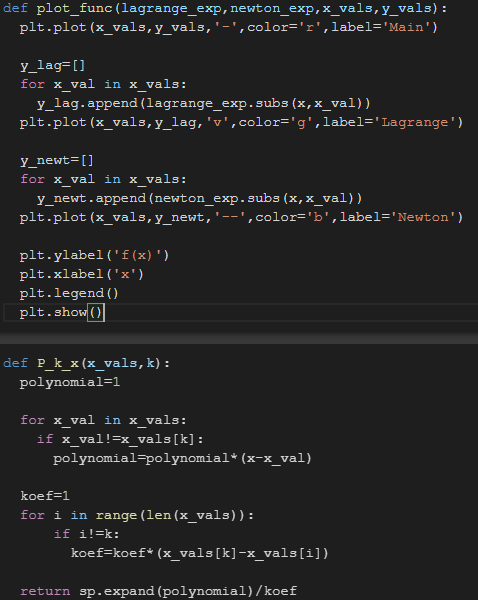 def plot_func(lagrange_exp,newton_exp,x_vals,y_vals):
  plt.plot(x_vals,y_vals,'-',color='r',label='Main')

  y_lag=[]
  for x_val in x_vals:
    y_lag.append(lagrange_exp.subs(x,x_val))
  plt.plot(x_vals,y_lag,'v',color='g',label='Lagrange')

  y_newt=[]
  for x_val in x_vals:
    y_newt.append(newton_exp.subs(x,x_val))
  plt.plot(x_vals,y_newt,'--',color='b',label='Newton')

  plt.ylabel('f(x)')
  plt.xlabel('x')
  plt.legend()
  plt.show()

def P_k_x(x_vals,k):
  polynomial=1

  for x_val in x_vals:
    if x_val!=x_vals[k]:
      polynomial=polynomial*(x-x_val)

  koef=1
  for i in range(len(x_vals)):
      if i!=k:
        koef=koef*(x_vals[k]-x_vals[i])

  return sp.expand(polynomial)/koef